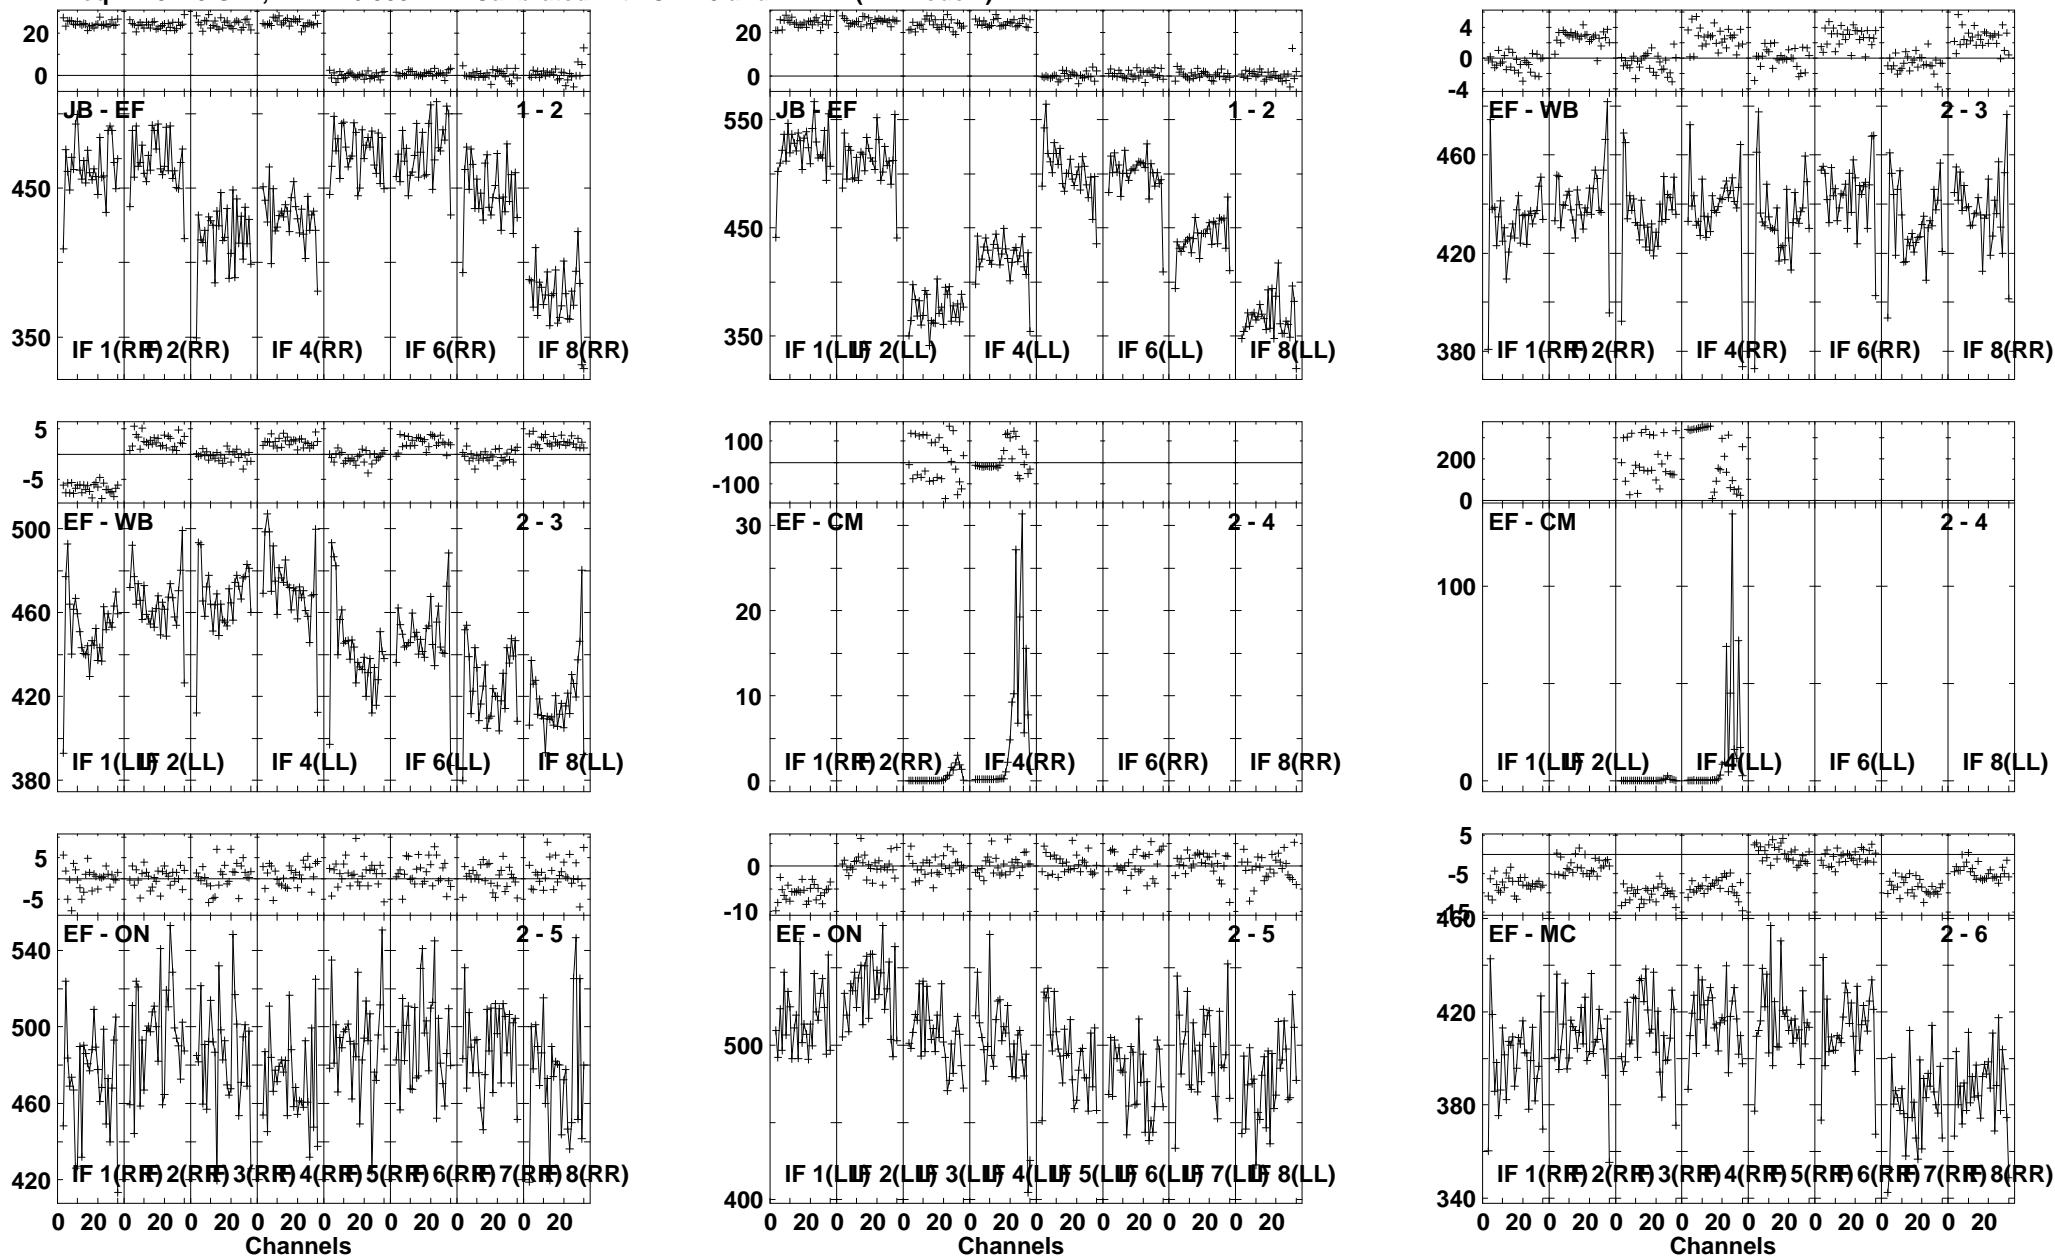 20
0
JB - EF
1 - 2
450
350
IF 1(RR)
IF 2(RR)
IF 4(RR)
IF 6(RR)
IF 8(RR)
20
0
JB - EF
1 - 2
550
450
350
IF 1(LL)
IF 2(LL)
IF 4(LL)
IF 6(LL)
IF 8(LL)
4
0
-4
EF - WB
2 - 3
460
420
380
IF 1(RR)
IF 2(RR)
IF 4(RR)
IF 6(RR)
IF 8(RR)
5
-5
EF - WB
2 - 3
500
460
420
380
IF 1(LL)
IF 2(LL)
IF 4(LL)
IF 6(LL)
IF 8(LL)
100
-100
EF - CM
2 - 4
30
20
10
0
IF 1(RR)
IF 2(RR)
IF 4(RR)
IF 6(RR)
IF 8(RR)
200
0
EF - CM
2 - 4
100
0
IF 1(LL)
IF 2(LL)
IF 4(LL)
IF 6(LL)
IF 8(LL)
5
-5
EF - ON
2 - 5
540
500
460
420
IF 1(RR)
IF 2(RR)
IF 3(RR)
IF 4(RR)
IF 5(RR)
IF 6(RR)
IF 7(RR)
IF 8(RR)
0 20 0 20 0 20 0 20 0 20 0 20 0 20 0 20
Channels
0
-10
EF - ON
2 - 5
500
400
IF 1(LL)
IF 2(LL)
IF 3(LL)
IF 4(LL)
IF 5(LL)
IF 6(LL)
IF 7(LL)
IF 8(LL)
0 20 0 20 0 20 0 20 0 20 0 20 0 20 0 20
Channels
5
-5
-15
EF - MC
2 - 6
460
420
380
340
IF 1(RR)
IF 2(RR)
IF 3(RR)
IF 4(RR)
IF 5(RR)
IF 6(RR)
IF 7(RR)
IF 8(RR)
0 20 0 20 0 20 0 20 0 20 0 20 0 20 0 20
Channels